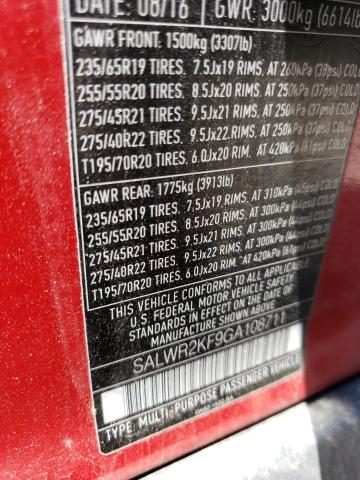 DATE: 08/16 GWR: 3000kg (6614lb
GAWR FRONT: 1500kg (3307lb)
235/65R19 TIRES. 7.5Jx19 RIMS, AT 260kPa (38psi) COLD
255/55R20 TIRES. 8.5Jx20 RIMS, AT 250kPa (37psi) COLD
275/45R21 TIRES. 9.5Jx21 RIMS, AT 250kPa (37psi) COLD
275/40R22 TIRES. 9.5Jx22 RIMS. AT 250kPa (37psi) COLD
T195/70R20 TIRES. 6.0Jx20 RIM. AT 420kPa (61psi) COLD
GAWR REAR: 1775kg (3913lb)
235/65R19 TIRES. 7.5Jx19 RIMS, AT 310kPa (45psi) COLD
255/55R20 TIRES. 8.5Jx20 RIMS, AT 300kPa (44psi) COLD
275/45R21 TIRES. 9.5Jx21 RIMS, AT 300kPa (44psi) COLD
275/40R22 TIRES. 9.5Jx22 RIMS, AT 300kPa (44psi) COLD
T195/70R20 TIRES. 6.0Jx20 RIM, AT 420kPa (61psi) COLD
THIS VEHICLE CONFORMS TO ALL APPLICABLE
U.S. FEDERAL MOTOR VEHICLE SAFETY
STANDARDS IN EFFECT ON THE DATE OF
MANUFACTURE SHOWN ABOVE.
SALWR2KF9GA108711
TYPE: MULTI-PURPOSE PASSENGER VEHICLE